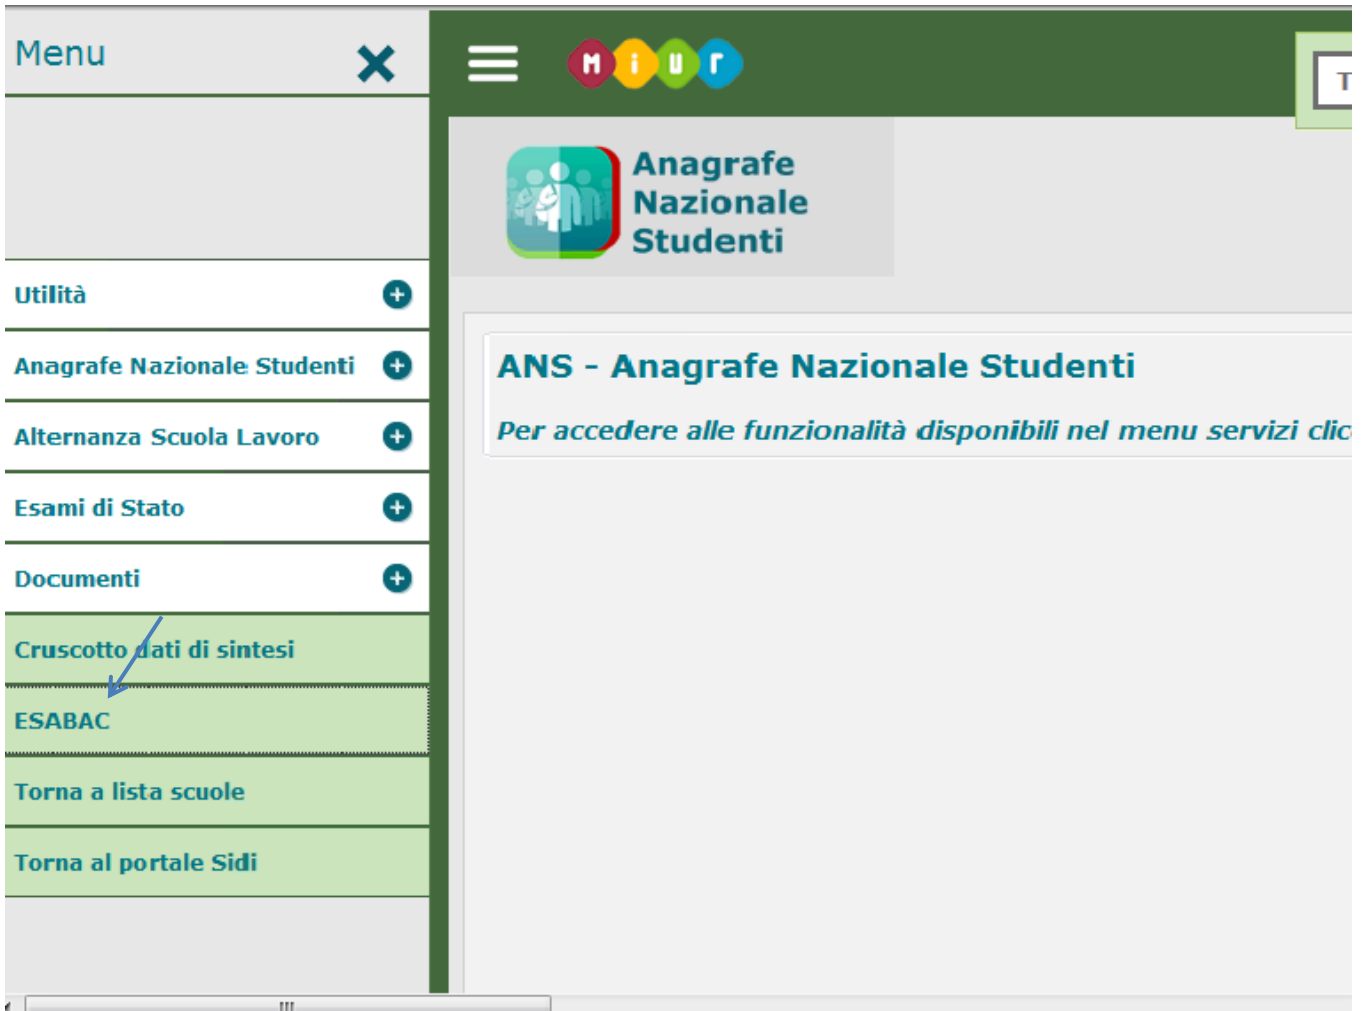 Menu
MiUr
T
Anagrafe
Nazionale
Studenti
Utilità
Anagrafe Nazionale Studenti
Alternanza Scuola Lavoro
Esami di Stato
Documenti
Cruscotto dati di sintesi
ESABAC
Torna a lista scuole
Torna al portale Sidi
ANS - Anagrafe Nazionale Studenti
Per accedere alle funzionalità disponibili nel menu servizi clic